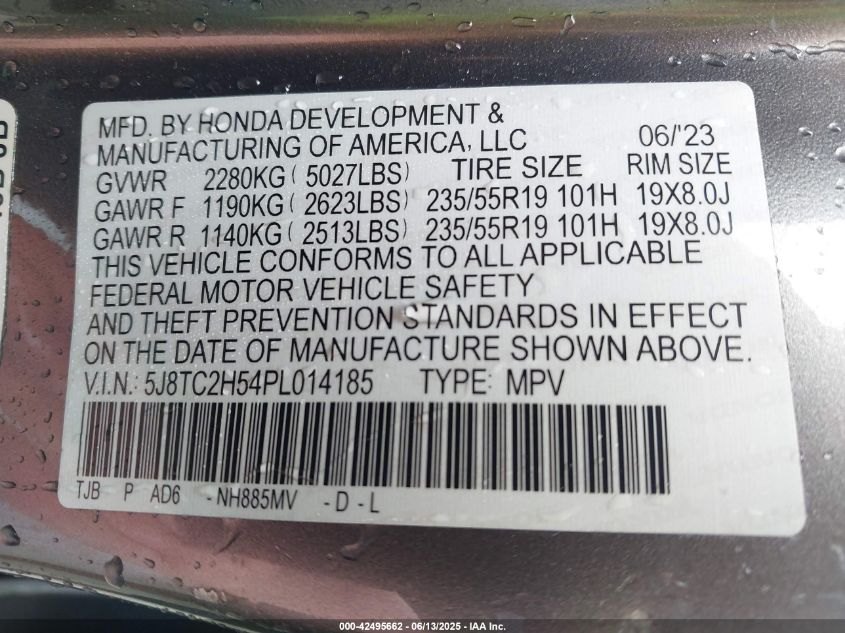 MFD. BY HONDA DEVELOPMENT &
MANUFACTURING OF AMERICA, LLC 06/'23
GVWR 2280KG ( 5027LBS) TIRE SIZE RIM SIZE
GAWR F 1190KG ( 2623LBS) 235/55R19 101H 19X8.0J
GAWR R 1140KG ( 2513LBS) 235/55R19 101H 19X8.0J
THIS VEHICLE CONFORMS TO ALL APPLICABLE
FEDERAL MOTOR VEHICLE SAFETY
AND THEFT PREVENTION STANDARDS IN EFFECT
ON THE DATE OF MANUFACTURE SHOWN ABOVE.
V.I.N.: 5J8TC2H54PL014185 TYPE: MPV
TJB P AD6 - NH885MV - D - L
000-42495662 - 06/13/2025 - IAA Inc.